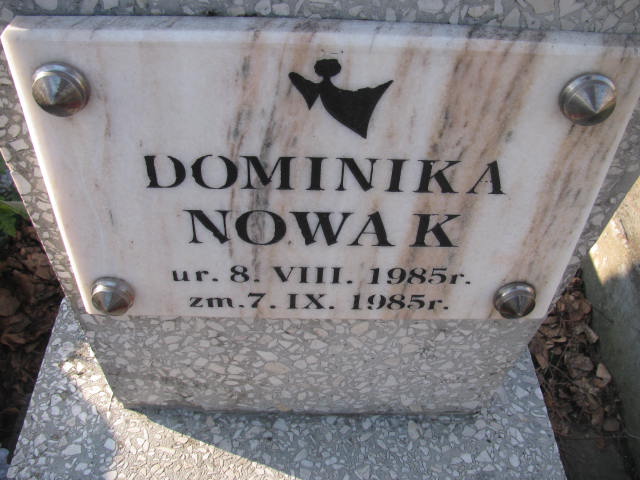 DOMINIKA
NOWAK
ur. 8. VIII. 1985r.
zm. 7. IX. 1985r.